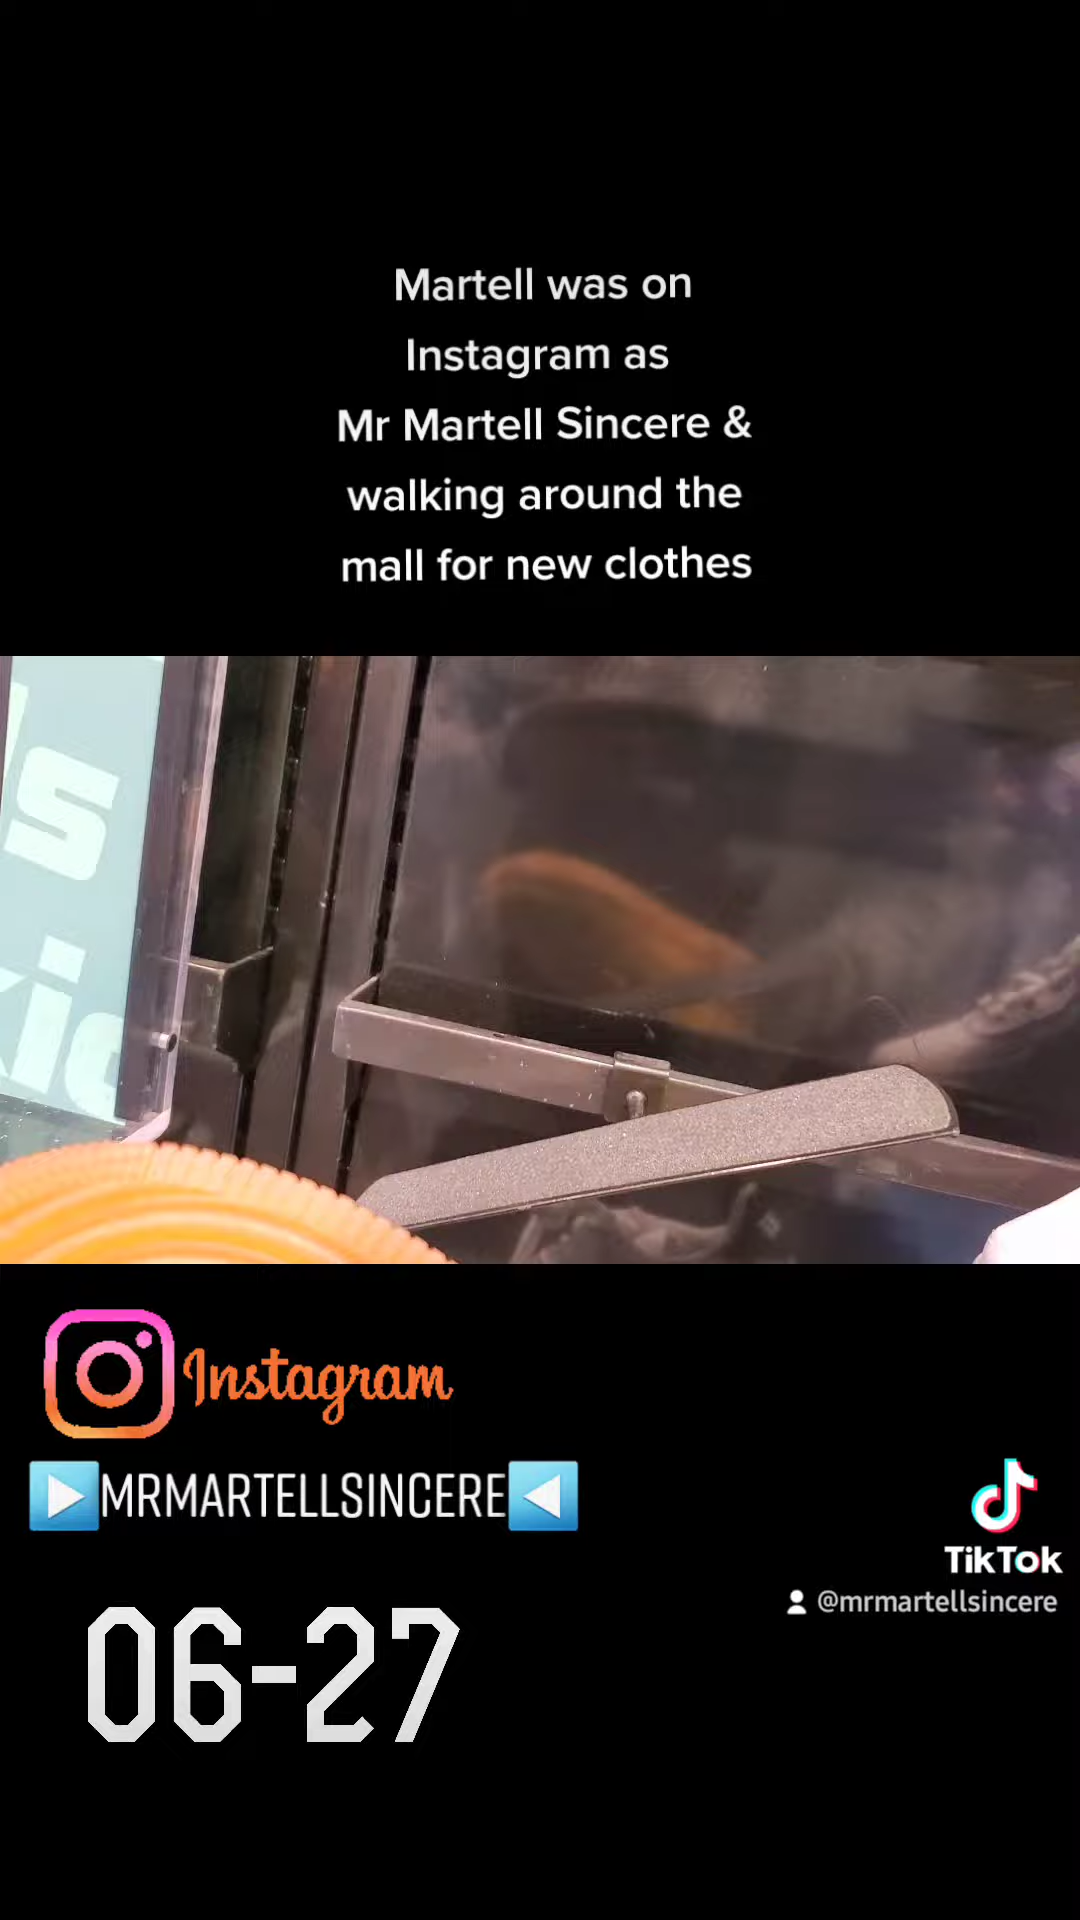 Martell was on
Instagram as
Mr Martell Sincere &
walking around the
mall for new clothes
s
Instagram
MRMARTELLSINCERE
TikTok
@mrmartellsincere
06-27